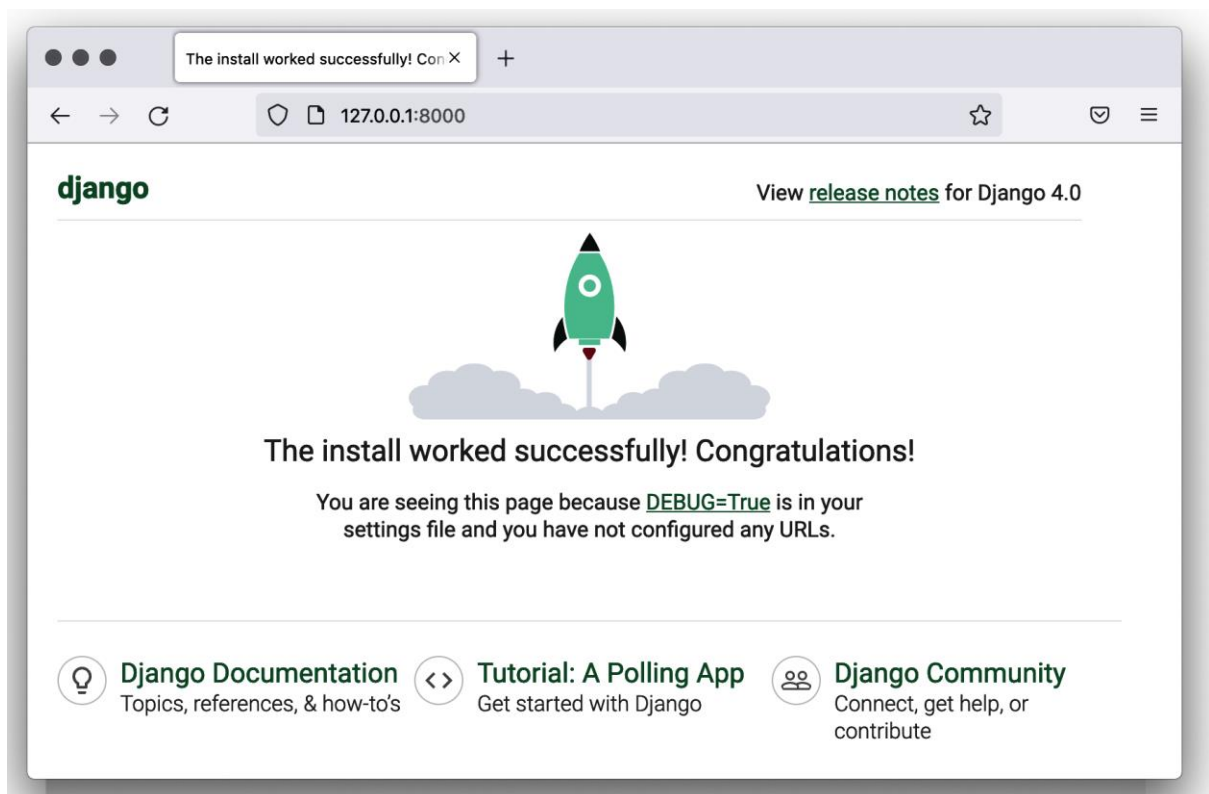 The install worked successfully! Con
127.0.0.1:8000
django
View release notes for Django 4.0
The install worked successfully! Congratulations!
You are seeing this page because DEBUG=True is in your
settings file and you have not configured any URLs.
Django Documentation
Topics, references, & how-to's
Tutorial: A Polling App
Get started with Django
Django Community
Connect, get help, or
contribute